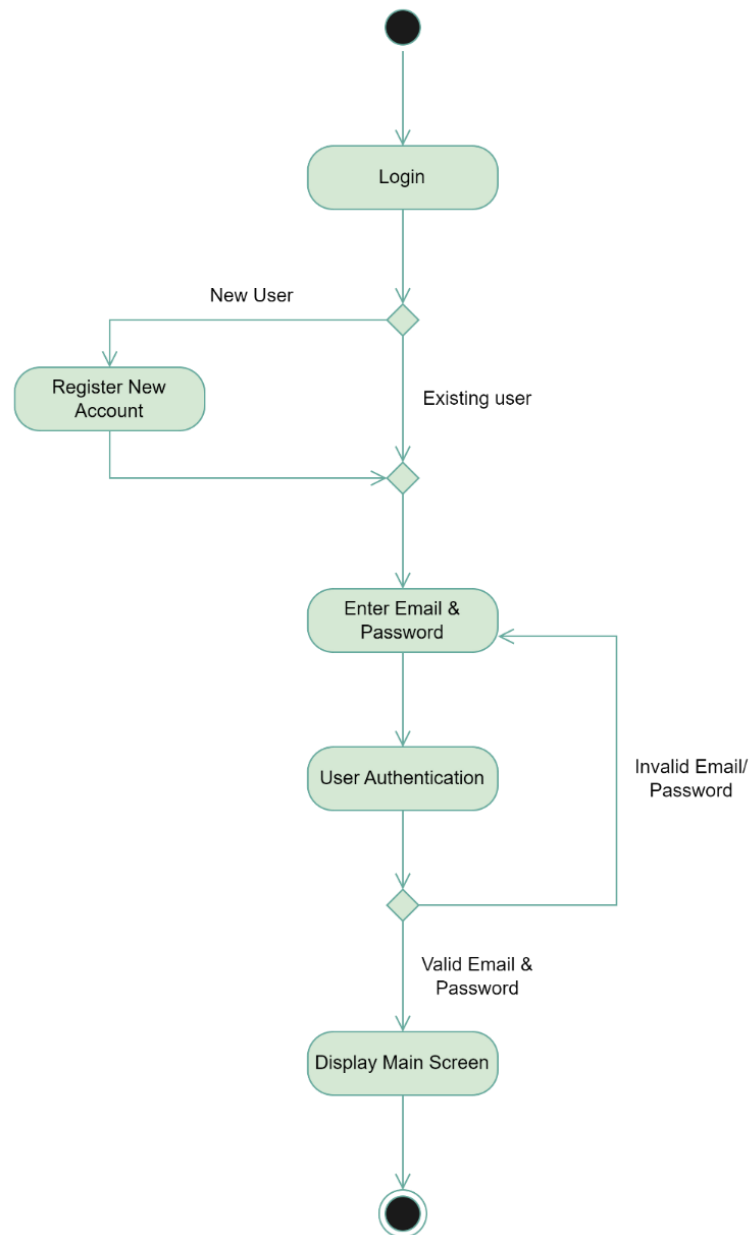 Login
New User
Register New
Account
Existing user
Enter Email &
Password
User Authentication
Invalid Email/
Password
Valid Email &
Password
Display Main Screen